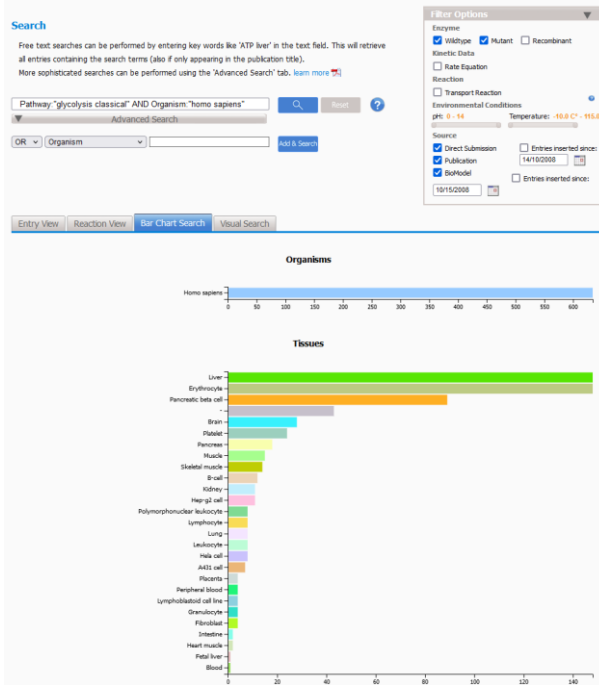 Search
Free text searches can be performed by entering key words like 'ATP liver' in the text field. This will retrieve
all entries containing the search terms (also if only appearing in the publication title).
More sophisticated searches can be performed using the 'Advanced Search' tab. learn more
Pathway:"glycolysis classical" AND Organism:"homo sapiens"
Reset
?
Advanced Search
OR
Organism
Add & Search
Filter Options
Enzyme
Wildtype
Mutant
Recombinant
Kinetic Data
Rate Equation
Reaction
Transport Reaction
Environmental Conditions
pH: 0 - 14
Temperature: -10.0 C° - 115.0
Source
Direct Submission
Entries inserted since:
Publication
14/10/2008
BioModel
Entries inserted since:
10/15/2008
Entry View
Reaction View
Bar Chart Search
Visual Search
Organisms
Homo sapiens
0 50 100 150 200 250 300 350 400 450 500 550 600
Tissues
Liver
Erythrocyte
Pancreatic beta cell
-
Brain
Platelet
Pancreas
Muscle
Skeletal muscle
B-cell
Kidney
Hep-g2 cell
Polymorphonuclear leukocyte
Lymphocyte
Lung
Leukocyte
Hela cell
A431 cell
Placenta
Peripheral blood
Lymphoblastoid cell line
Granulocyte
Fibroblast
Intestine
Heart muscle
Fetal liver
Blood
0 20 40 60 80 100 120 140